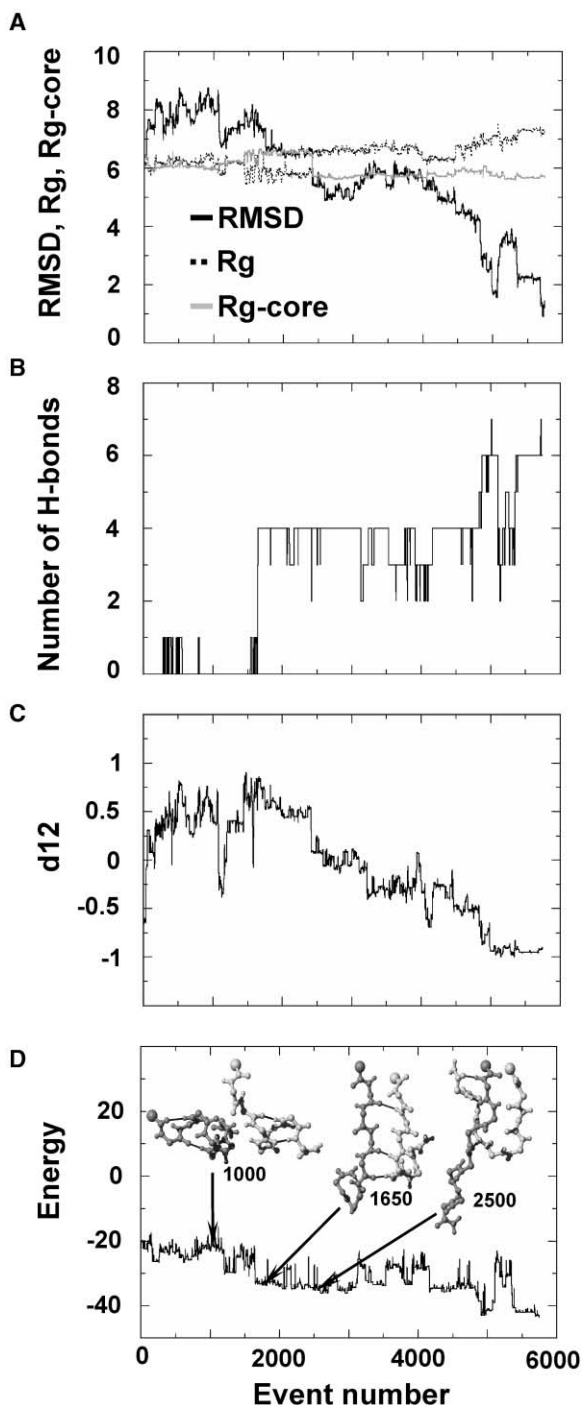 A
RMSD, Rg, Rg-core
10
8
6
4
2
0
RMSD
Rg
Rg-core
B
Number of H-bonds
8
6
4
2
0
C
d12
1
0.5
0
-0.5
-1
D
Energy
20
0
-20
-40
1000
1650
2500
0 2000 4000 6000
Event number